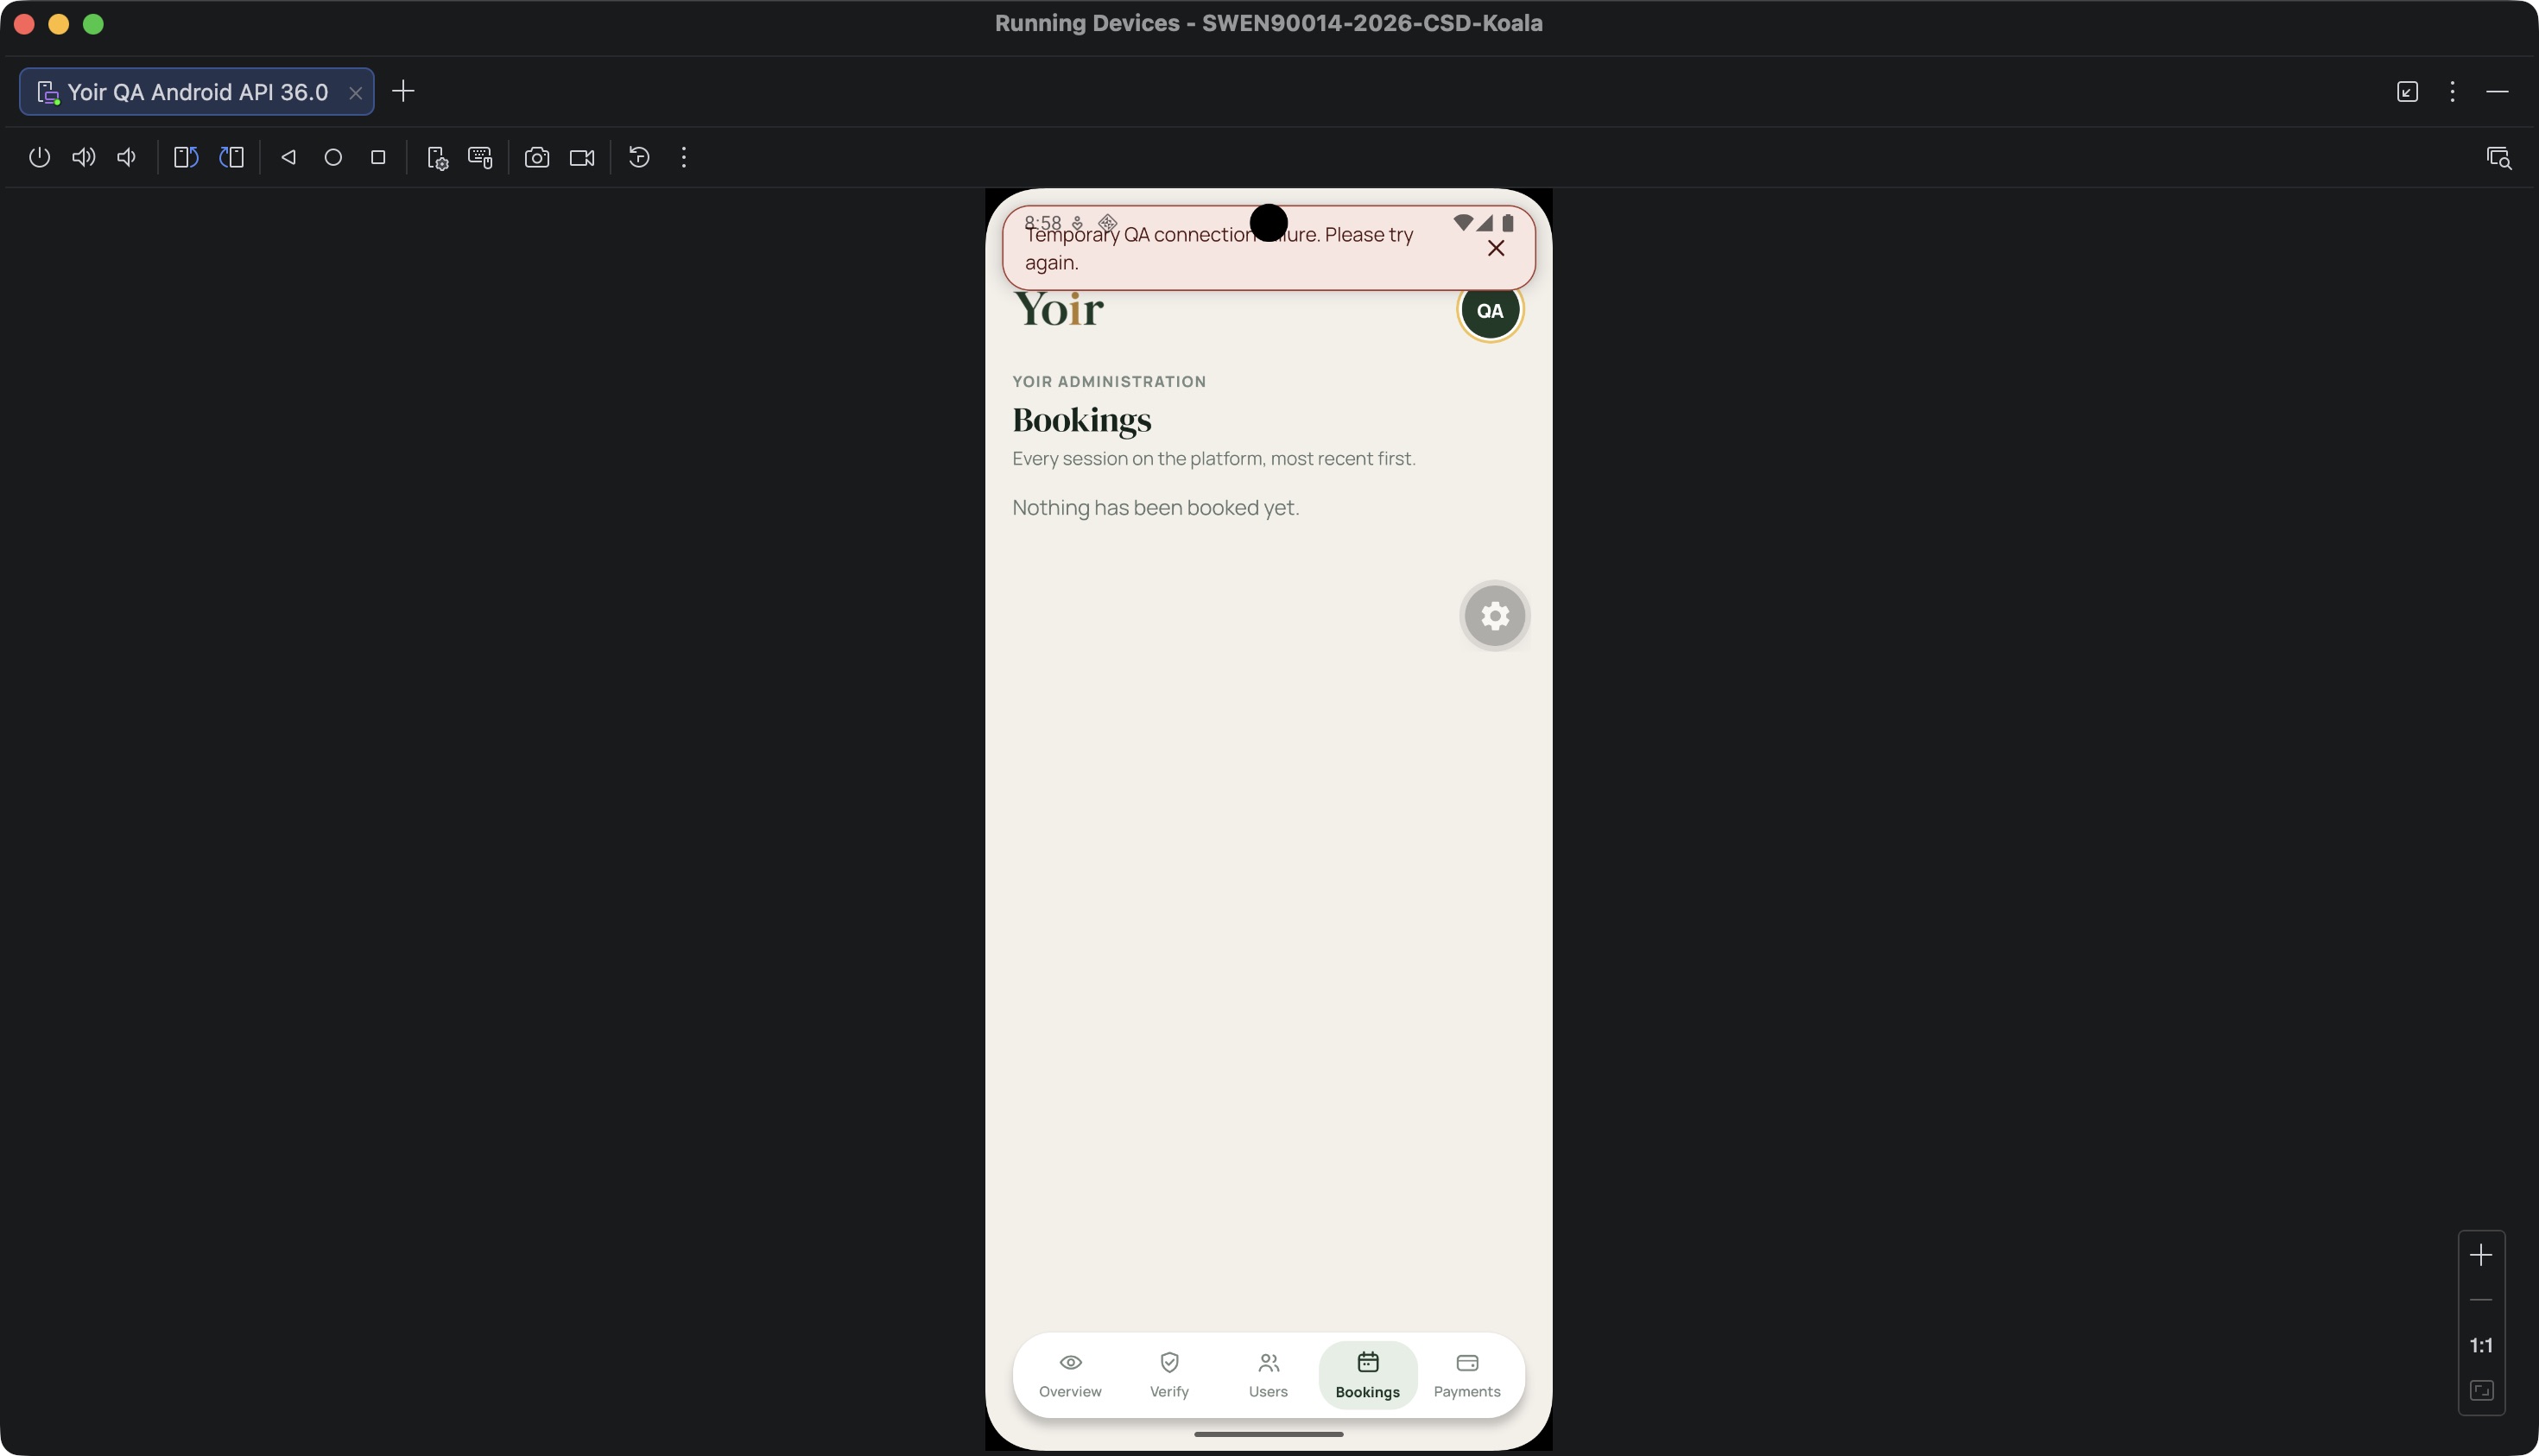 Running Devices - SWEN90014-2026-CSD-Koala
Yoir QA Android API 36.0
8:58
Temporary QA connection lure. Please try
again.
Yoir
QA
YOIR ADMINISTRATION
Bookings
Every session on the platform, most recent first.
Nothing has been booked yet.
Overview
Verify
Users
Bookings
Payments
1:1